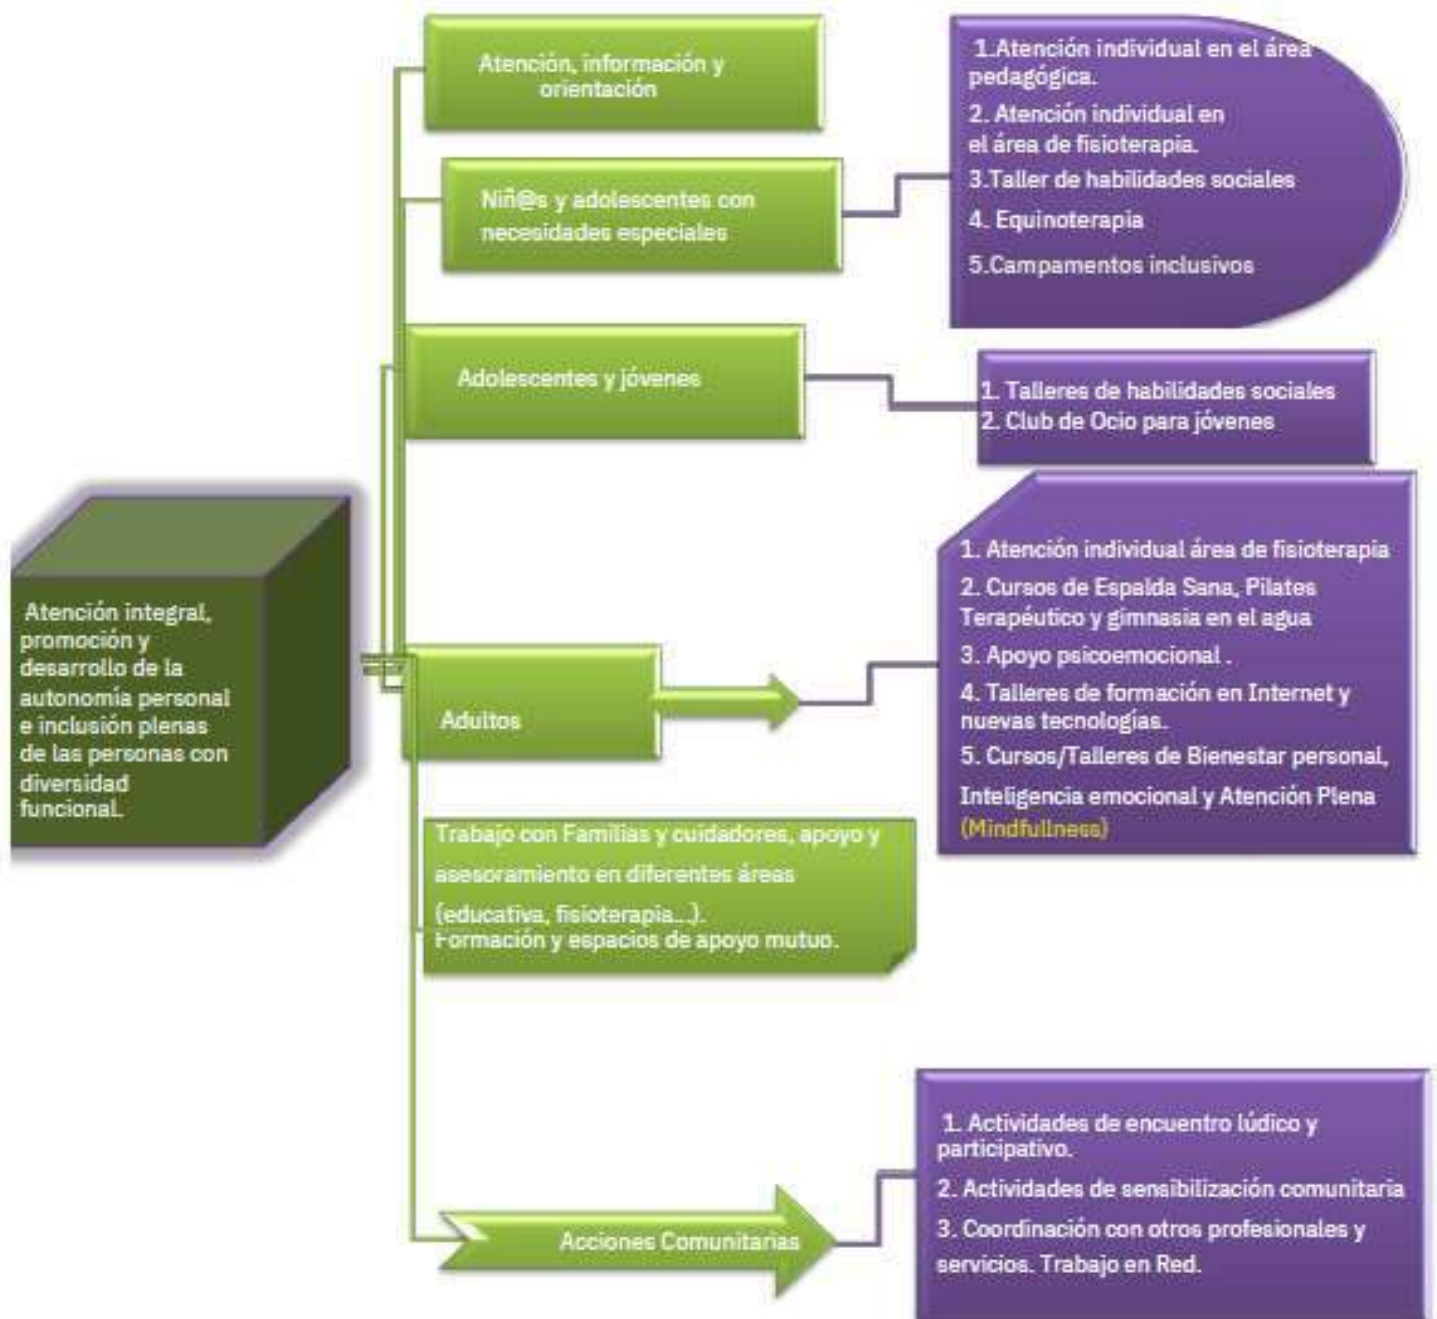 Atención, información y
orientación
Niñ@s y adolescentes con
necesidades especiales
Adolescentes y jóvenes
Atención integral,
promoción y
desarrollo de la
autonomía personal
e inclusión plenas
de las personas con
diversidad
funcional.
Adultos
Trabajo con Familias y cuidadores, apoyo y
asesoramiento en diferentes áreas
(educativa, fisioterapia...).
Formación y espacios de apoyo mutuo.
Acciones Comunitarias
1.Atención individual en el área
pedagógica.
2. Atención individual en
el área de fisioterapia.
3.Taller de habilidades sociales
4. Equinoterapia
5.Campamentos inclusivos
1. Talleres de habilidades sociales
2. Club de Ocio para jóvenes
1. Atención individual área de fisioterapia
2. Cursos de Espalda Sana, Pilates
Terapéutico y gimnasia en el agua
3. Apoyo psicoemocional .
4. Talleres de formación en Internet y
nuevas tecnologías.
5. Cursos/Talleres de Bienestar personal,
Inteligencia emocional y Atención Plena
(Mindfullness)
1. Actividades de encuentro lúdico y
participativo.
2. Actividades de sensibilización comunitaria
3. Coordinación con otros profesionales y
servicios. Trabajo en Red.